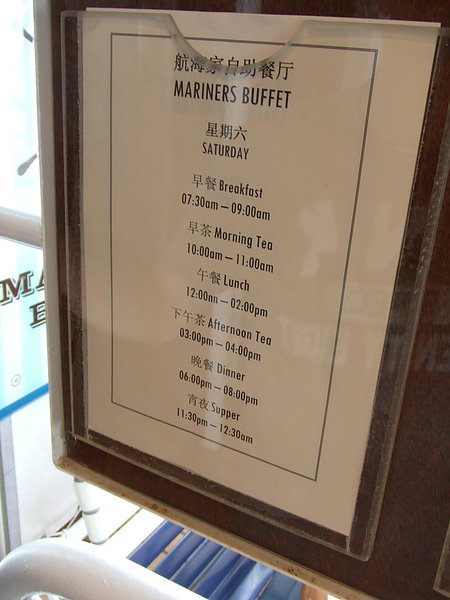 航海家自助餐厅
MARINERS BUFFET
星期六
SATURDAY
早餐 Breakfast
07:30am — 09:00am
早茶 Morning Tea
10:00am — 11:00am
午餐 Lunch
12:00nn — 02:00pm
下午茶 Afternoon Tea
03:00pm — 04:00pm
晚餐 Dinner
06:00pm — 08:00pm
宵夜 Supper
11:30pm — 12:30am